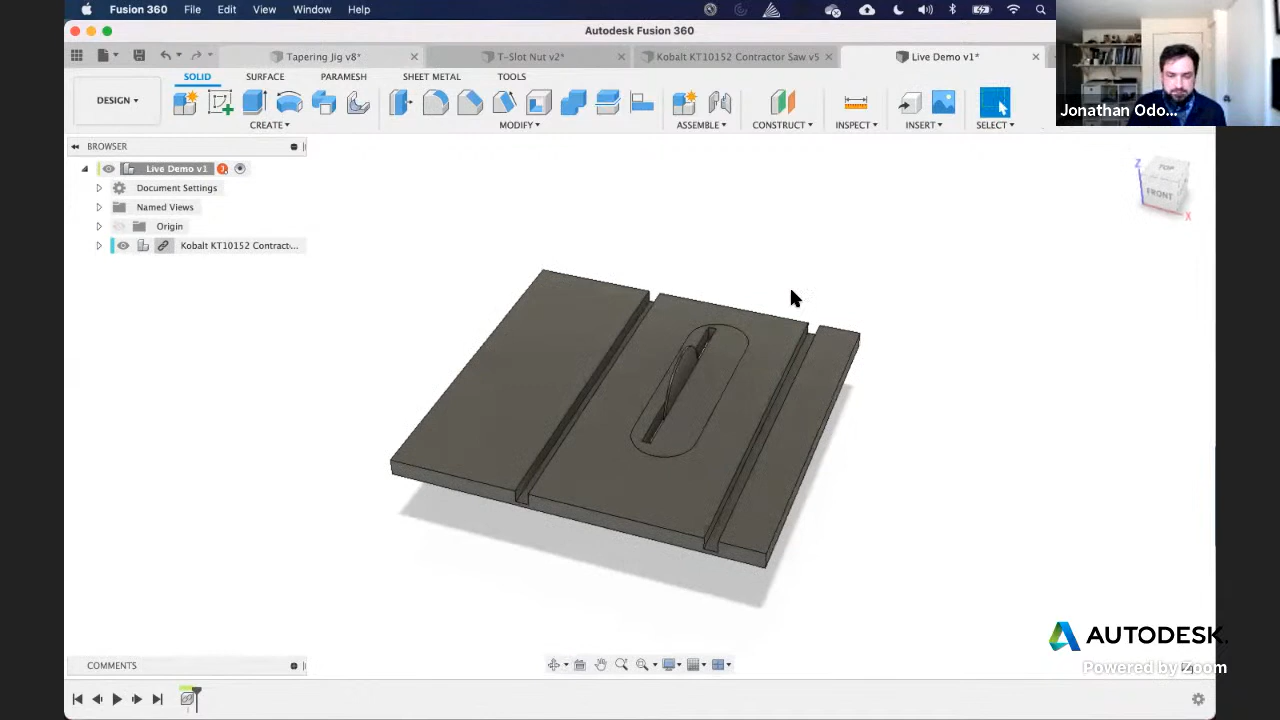 Fusion 360 File Edit View Window Help
Autodesk Fusion 360
Tapering Jig v8* T-Slot Nut v2* Kobalt KT10152 Contractor Saw v5 Live Demo v1*
SOLID SURFACE PARAMESH SHEET METAL TOOLS
DESIGN
CREATE MODIFY ASSEMBLE CONSTRUCT INSPECT INSERT SELECT
Jonathan Odo...
BROWSER
Live Demo v1
Document Settings
Named Views
Origin
Kobalt KT10152 Contract...
Z
TOP
FRONT
X
AUTODESK.
COMMENTS
Powered by Zoom